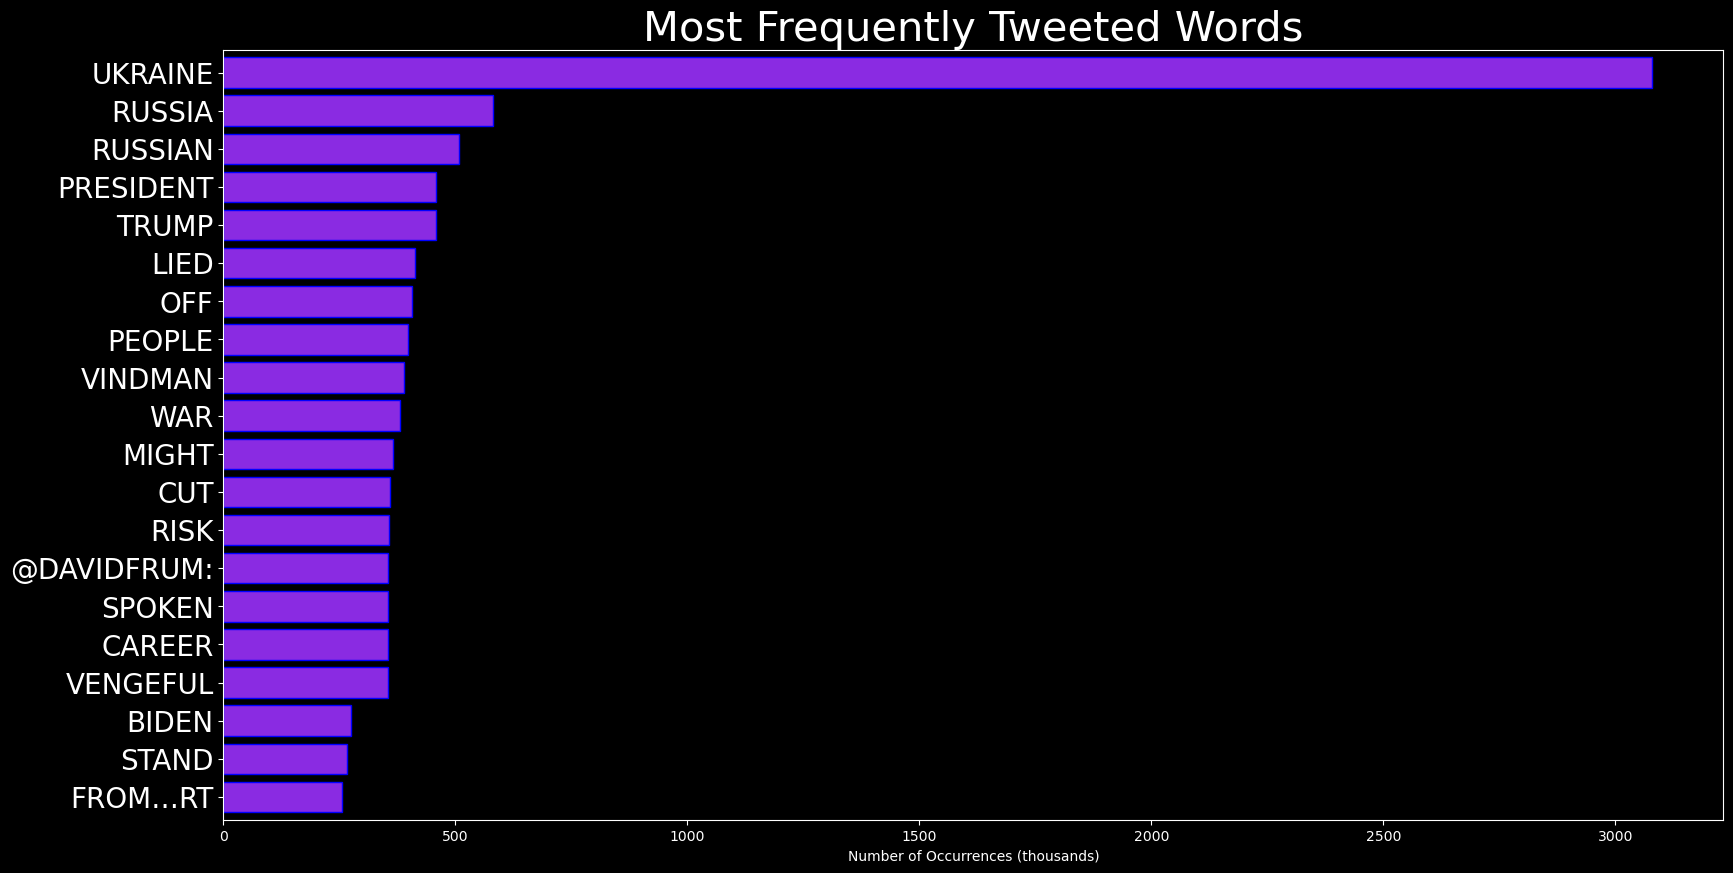 Most Frequently Tweeted Words
UKRAINE
RUSSIA
RUSSIAN
PRESIDENT
TRUMP
LIED
OFF
PEOPLE
VINDMAN
WAR
MIGHT
CUT
RISK
@DAVIDFRUM:
SPOKEN
CAREER
VENGEFUL
BIDEN
STAND
FROM…RT
0 500 1000 1500 2000 2500 3000
Number of Occurrences (thousands)